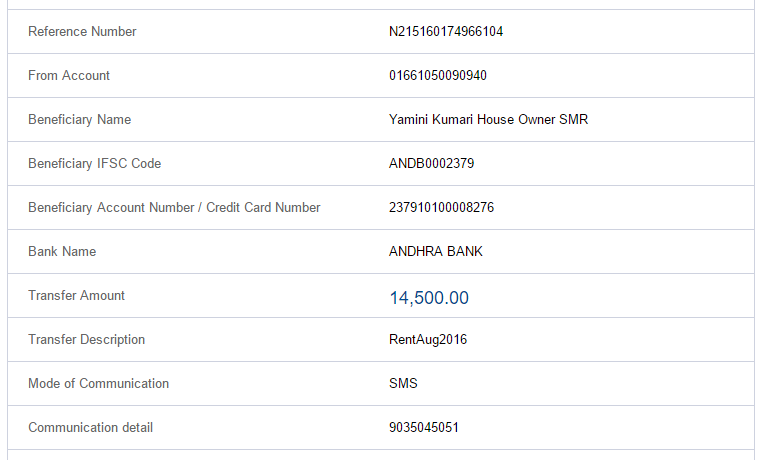 Reference Number N215160174966104
From Account 01661050090940
Beneficiary Name Yamini Kumari House Owner SMR
Beneficiary IFSC Code ANDB0002379
Beneficiary Account Number / Credit Card Number 237910100008276
Bank Name ANDHRA BANK
Transfer Amount 14,500.00
Transfer Description RentAug2016
Mode of Communication SMS
Communication detail 9035045051